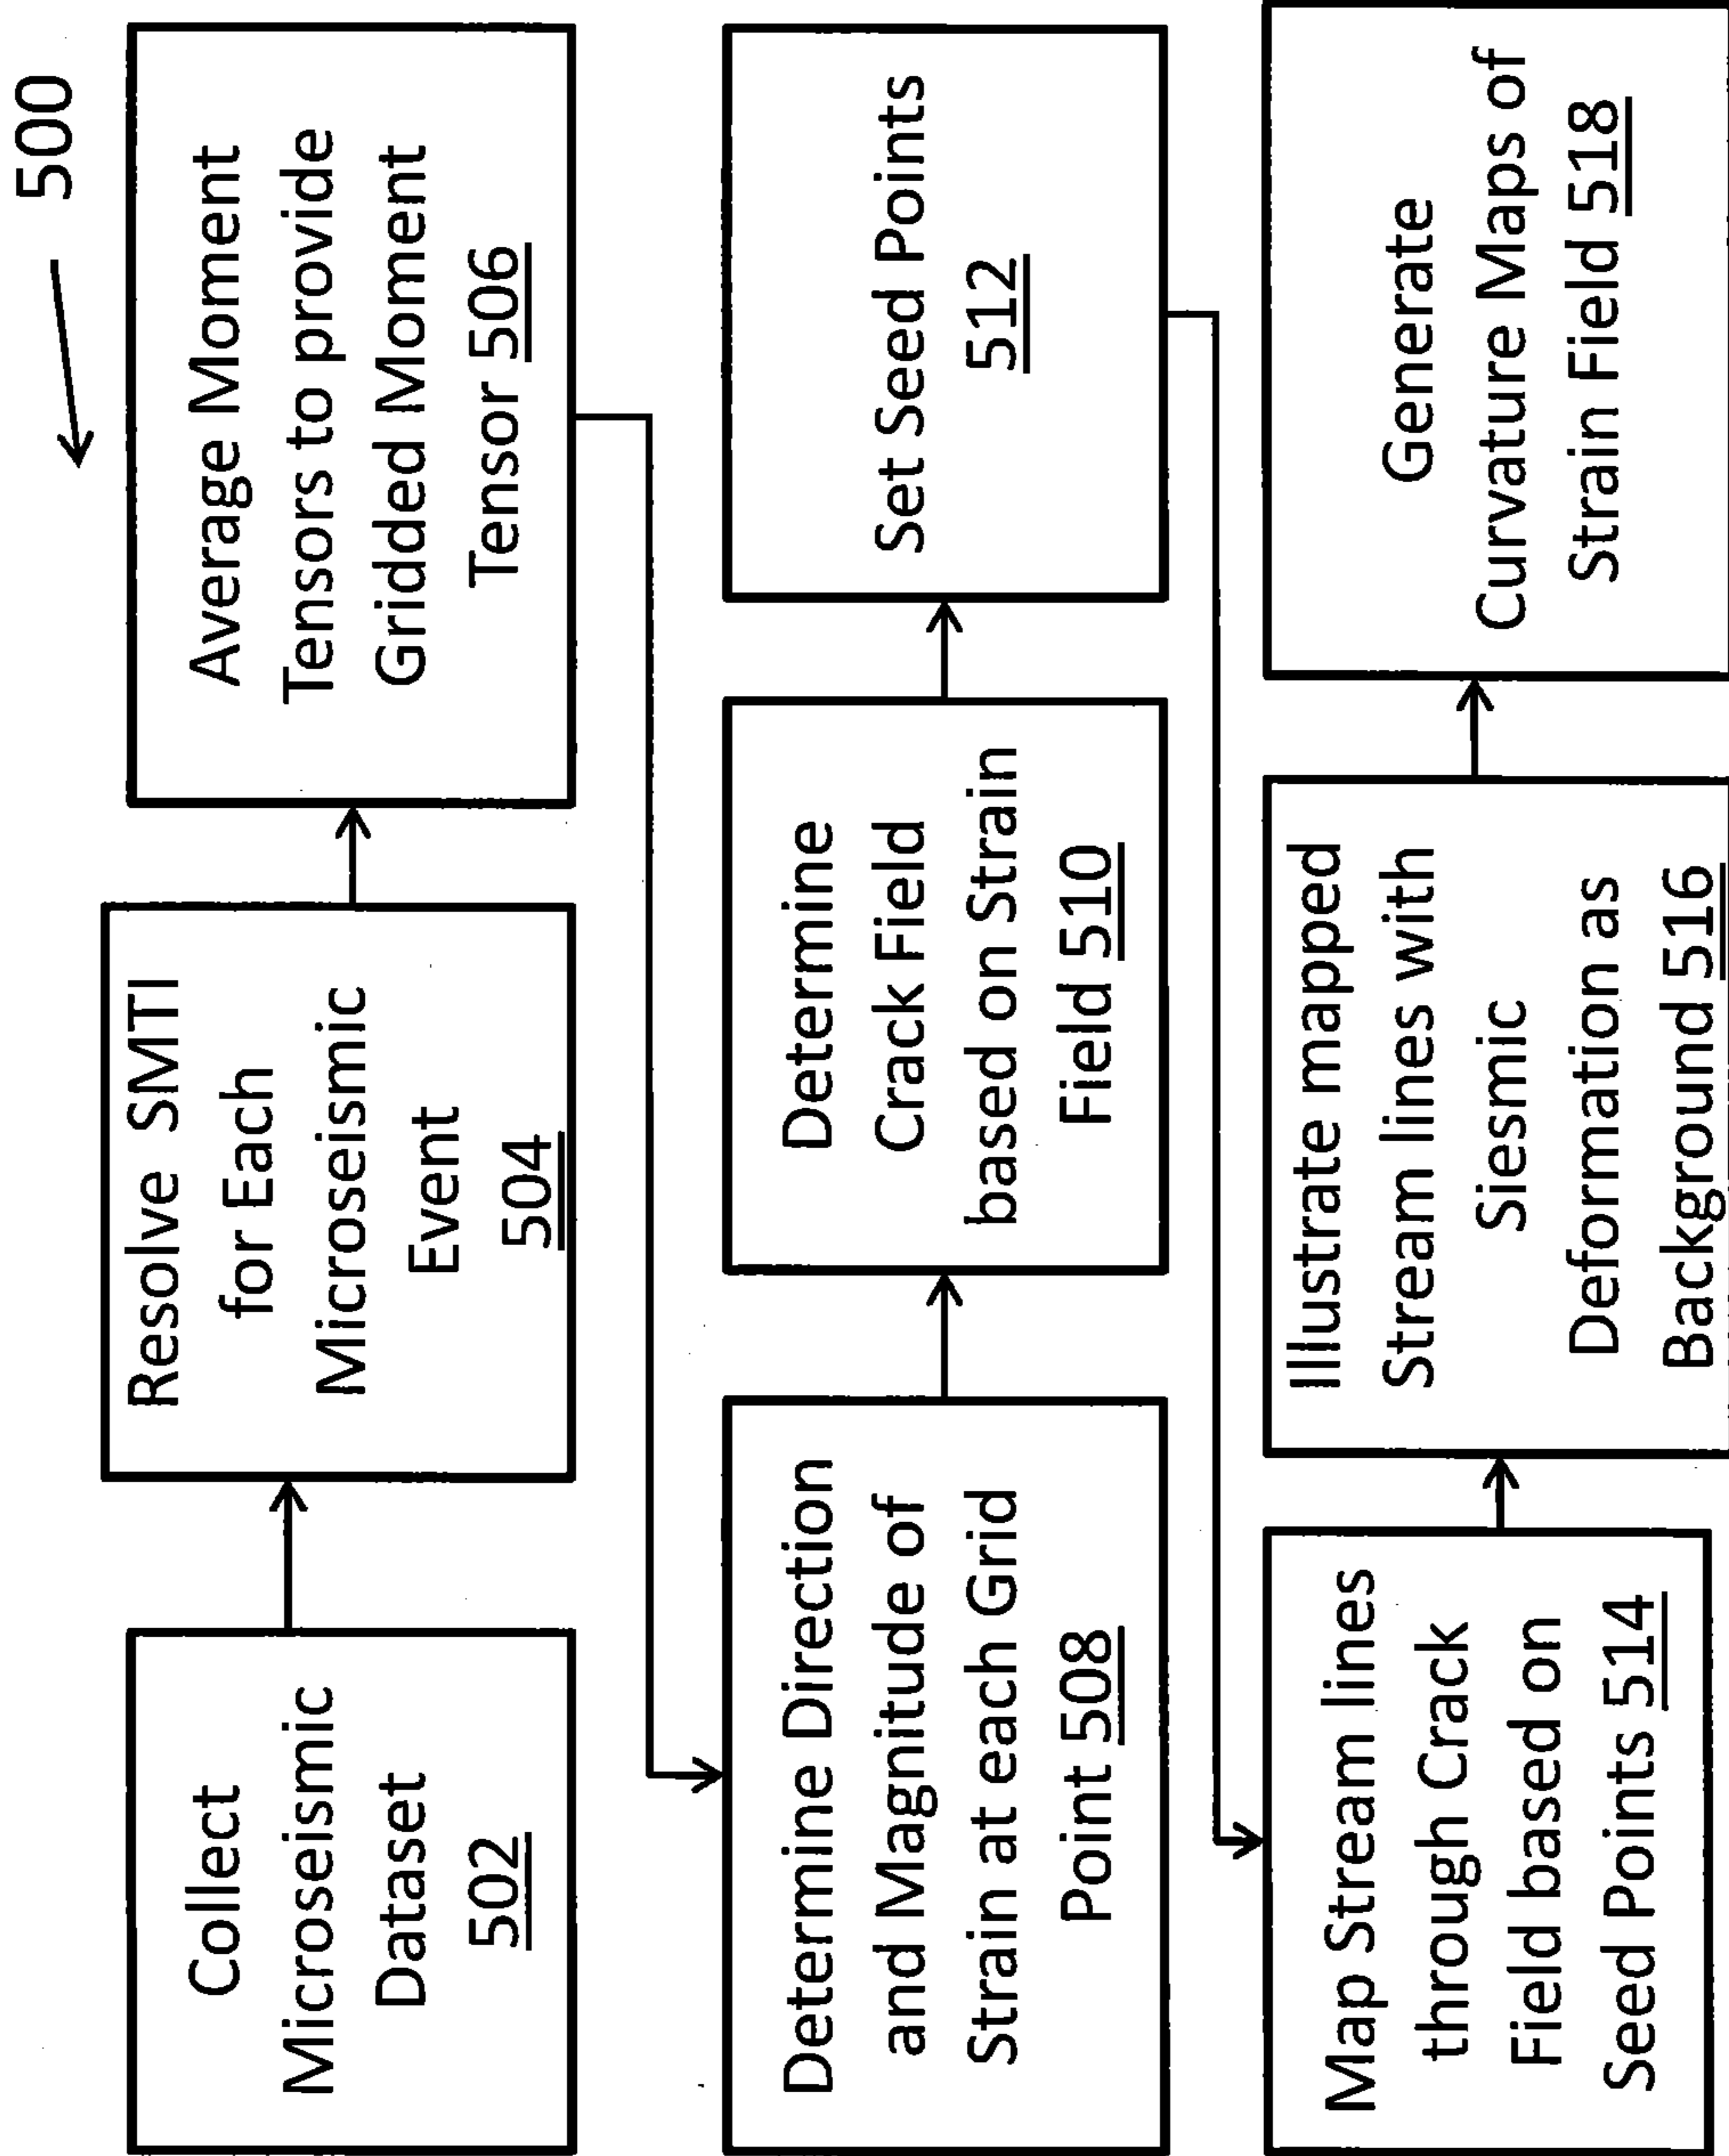 500
Collect
Microseismic
Dataset
502
Resolve SMTI
for Each
Microseismic
Event
504
Average Moment
Tensors to provide
Gridded Moment
Tensor 506
Determine Direction
and Magnitude of
Strain at each Grid
Point 508
Determine
Crack Field
based on Strain
Field 510
Set Seed Points
512
Map Stream lines
through Crack
Field based on
Seed Points 514
Illustrate mapped
Stream lines with
Siesmic
Deformation as
Background 516
Generate
Curvature Maps of
Strain Field 518